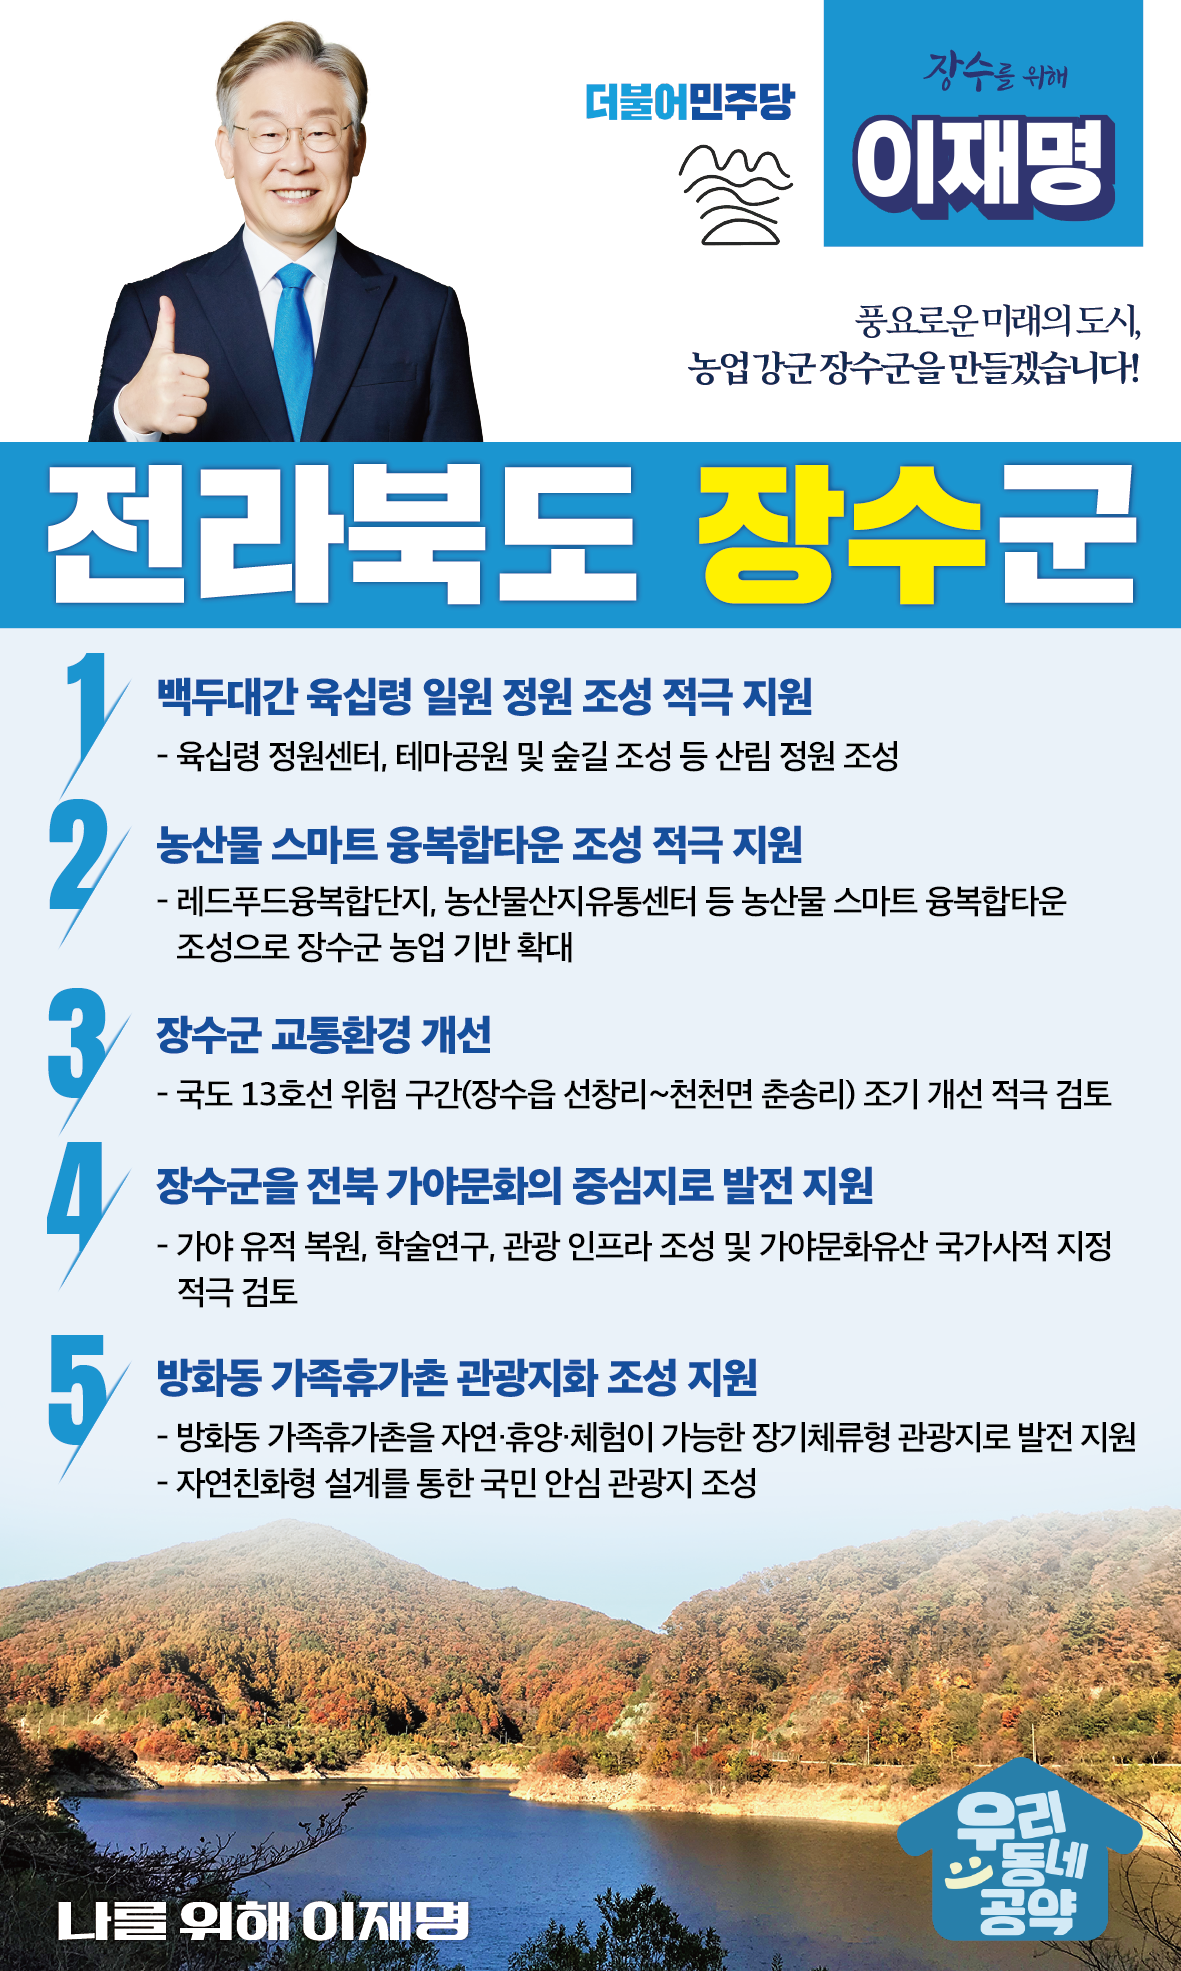 더불어민주당
장수를 위해
이재명
풍요로운 미래의 도시,
농업 강군 장수군을 만들겠습니다!
전라북도 장수군
1
백두대간 육십령 일원 정원 조성 적극 지원
- 육십령 정원센터, 테마공원 및 숲길 조성 등 산림 정원 조성
2
농산물 스마트 융복합타운 조성 적극 지원
- 레드푸드융복합단지, 농산물산지유통센터 등 농산물 스마트 융복합타운
조성으로 장수군 농업 기반 확대
3
장수군 교통환경 개선
- 국도 13호선 위험 구간(장수읍 선창리~천천면 춘송리) 조기 개선 적극 검토
4
장수군을 전북 가야문화의 중심지로 발전 지원
- 가야 유적 복원, 학술연구, 관광 인프라 조성 및 가야문화유산 국가사적 지정
적극 검토
5
방화동 가족휴가촌 관광지화 조성 지원
- 방화동 가족휴가촌을 자연·휴양·체험이 가능한 장기체류형 관광지로 발전 지원
- 자연친화형 설계를 통한 국민 안심 관광지 조성
우리
동네
공약
나를 위해 이재명